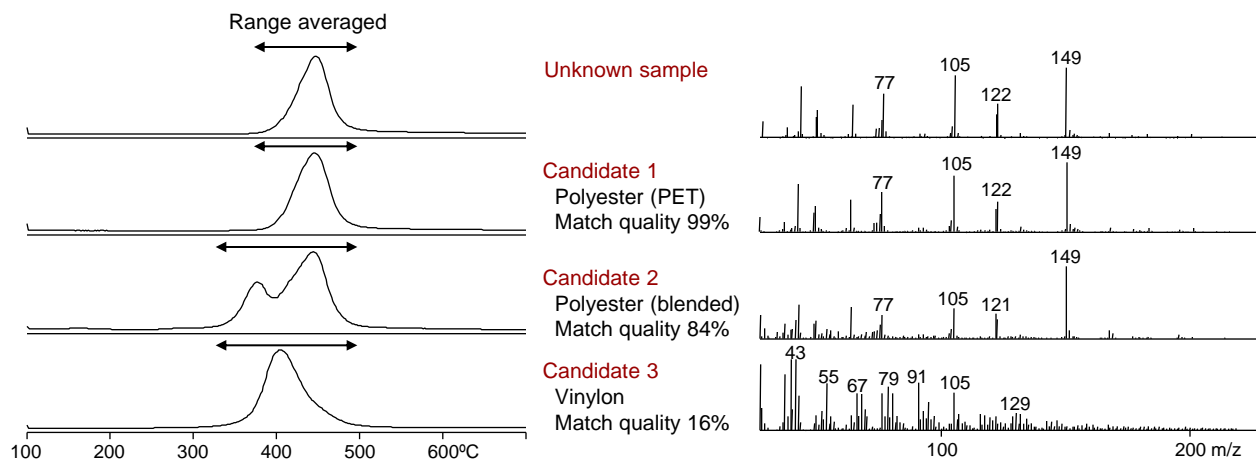 Range averaged
Unknown sample
77
105
122
149
Candidate 1
Polyester (PET)
Match quality 99%
77
105
122
149
Candidate 2
Polyester (blended)
Match quality 84%
77
105
121
149
Candidate 3
Vinylon
Match quality 16%
43
55
67
79
91
105
129
100 200 300 400 500 600ºC
100 200 m/z